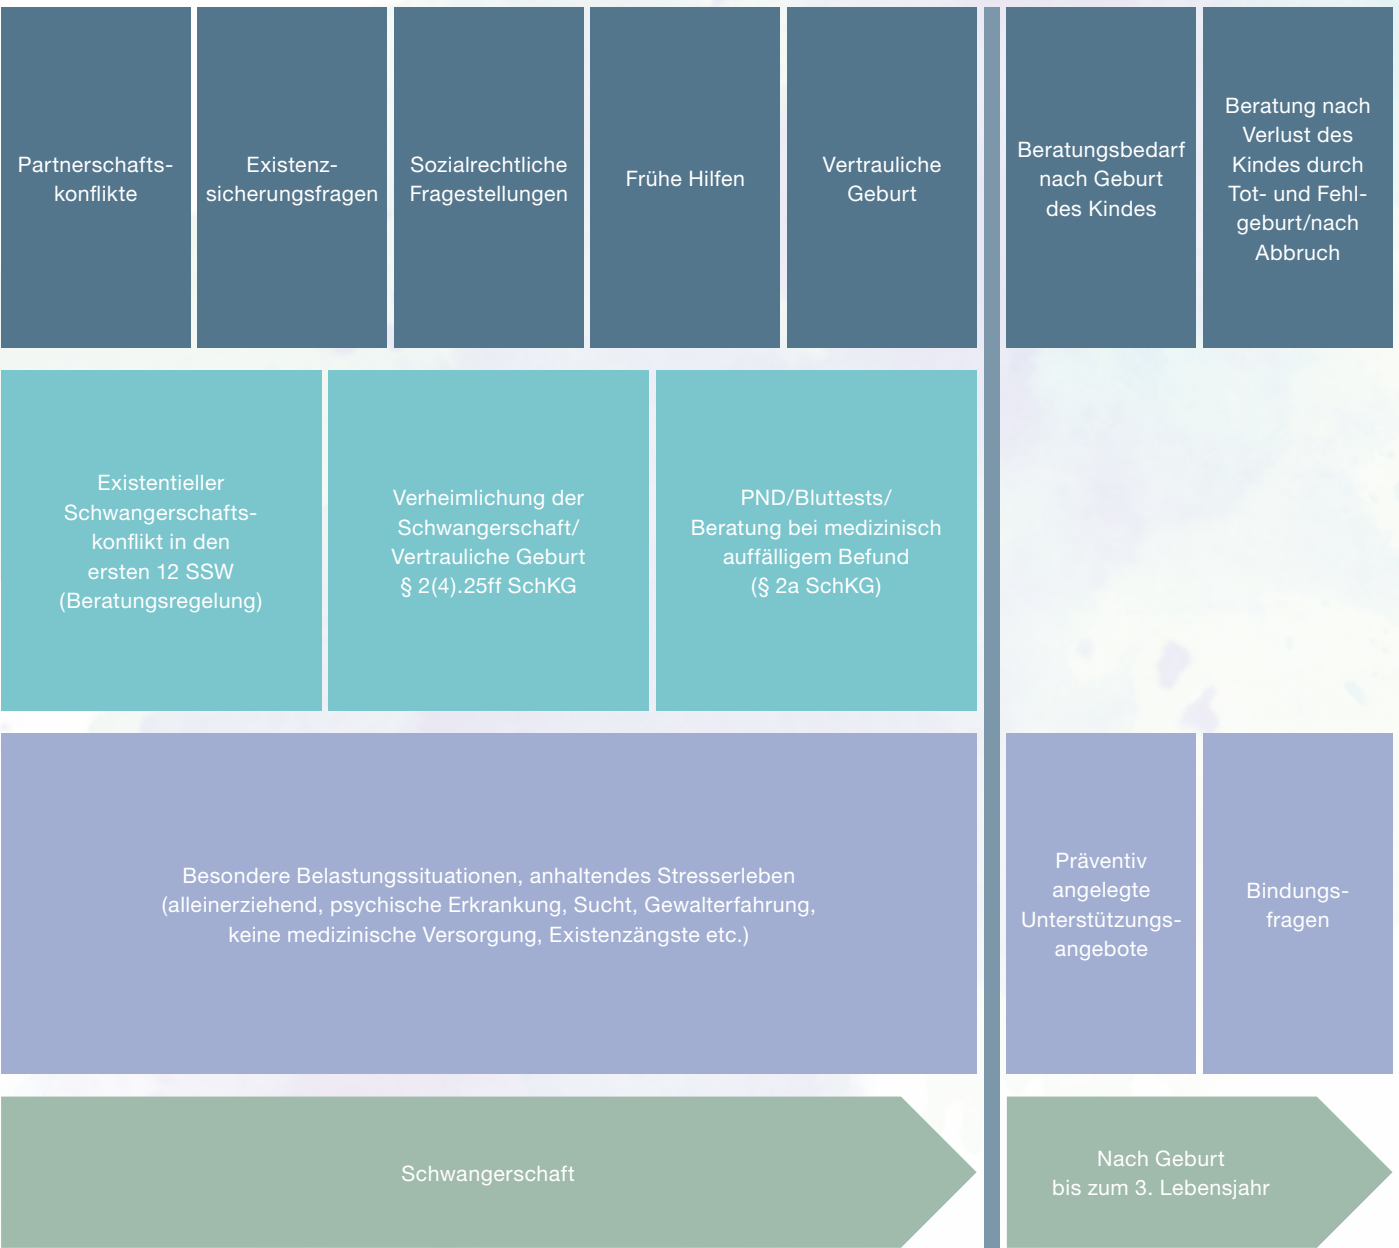 Partnerschafts-
konflikte
Existenz-
sicherungsfragen
Sozialrechtliche
Fragestellungen
Frühe Hilfen
Vertrauliche
Geburt
Beratungsbedarf
nach Geburt
des Kindes
Beratung nach
Verlust des
Kindes durch
Tot- und Fehl-
geburt/nach
Abbruch
Existentieller
Schwangerschafts-
konflikt in den
ersten 12 SSW
(Beratungsregelung)
Verheimlichung der
Schwangerschaft/
Vertrauliche Geburt
§ 2(4).25ff SchKG
PND/Bluttests/
Beratung bei medizinisch
auffälligem Befund
(§ 2a SchKG)
Besondere Belastungssituationen, anhaltendes Stresserleben
(alleinerziehend, psychische Erkrankung, Sucht, Gewalterfahrung,
keine medizinische Versorgung, Existenzängste etc.)
Präventiv
angelegte
Unterstützungs-
angebote
Bindungs-
fragen
Schwangerschaft
Nach Geburt
bis zum 3. Lebensjahr